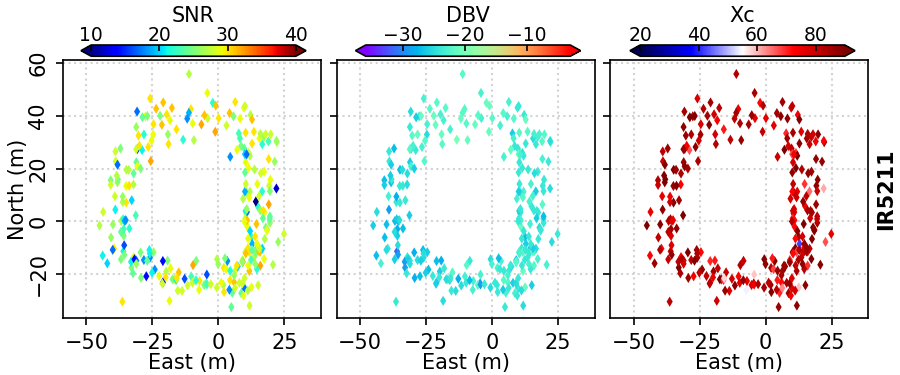 SNR DBV Xc
10 20 30 40 −30 −20 −10 20 40 60 80
60
40
20
0
−20
North (m)
−50 −25 0 25 −50 −25 0 25 −50 −25 0 25
East (m) East (m) East (m)
IR5211